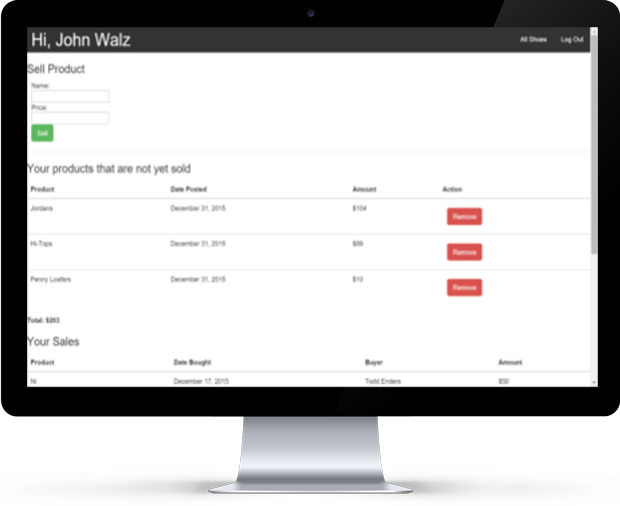 Hi, John Walz All Shoes Log Out
Sell Product
Name:
Price:
Sell
Your products that are not yet sold
Product Date Posted Amount Action
Jordans December 31, 2015 $104 Remove
Hi-Tops December 31, 2015 $89 Remove
Penny Loafers December 31, 2015 $10 Remove
Total: $203
Your Sales
Product Date Bought Buyer Amount
Ni December 17, 2015 Todd Enders $50